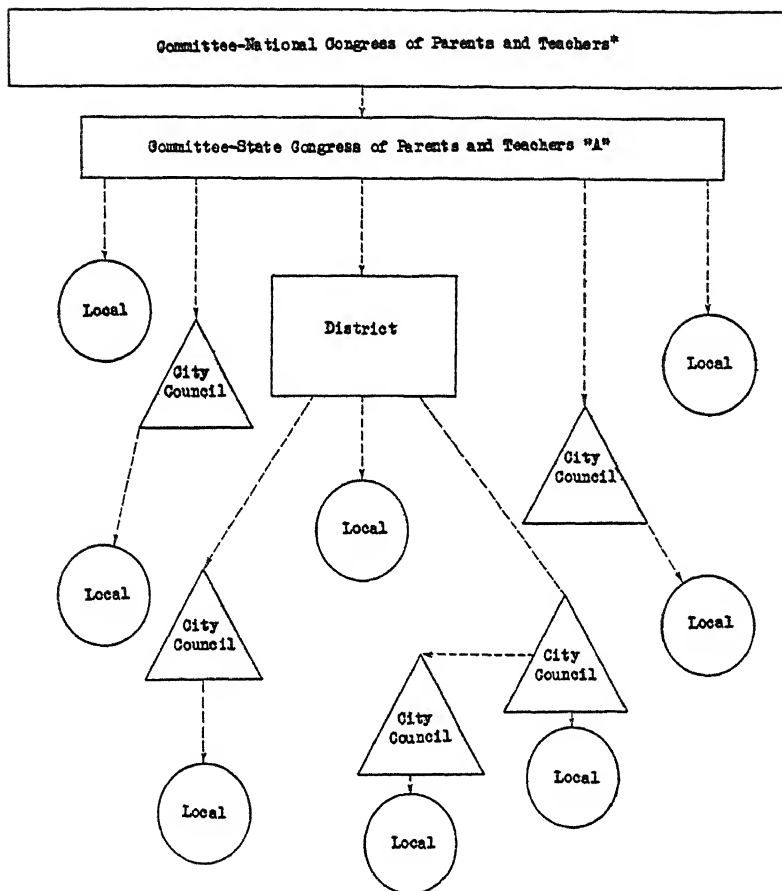 Committee-National Congress of Parents and Teachers*
Committee-State Congress of Parents and Teachers "A"
Local
District
Local
City
Council
City
Council
Local
Local
City
Council
Local
City
Council
City
Council
Local
Local
Local